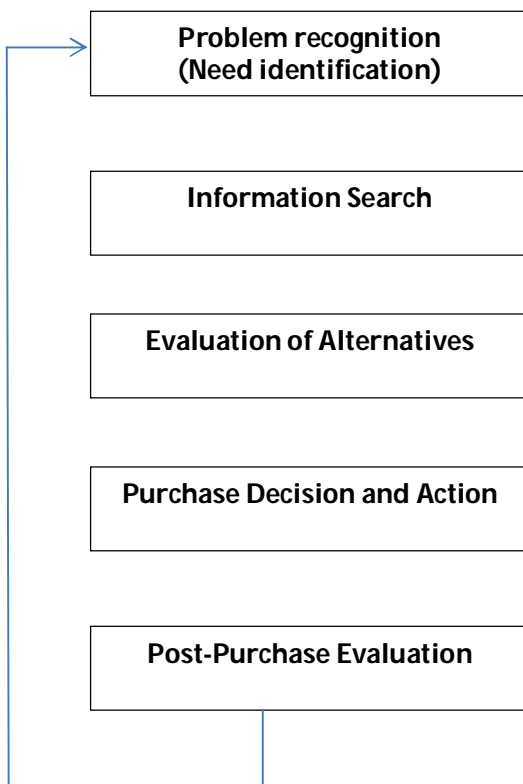 Problem recognition
(Need identification)
Information Search
Evaluation of Alternatives
Purchase Decision and Action
Post-Purchase Evaluation